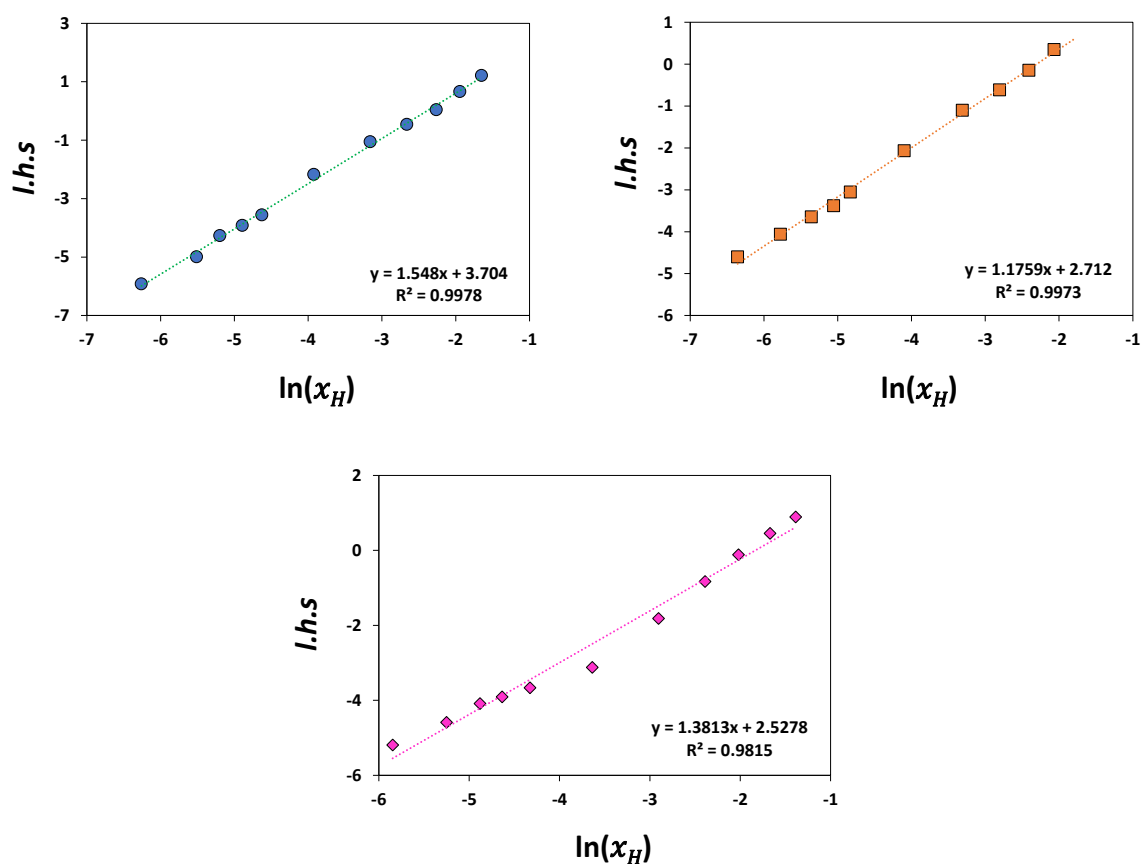 3
1
-1
-3
-5
-7
-7 -6 -5 -4 -3 -2 -1
l.h.s
ln(x_H)
y = 1.548x + 3.704
R² = 0.9978
1
0
-1
-2
-3
-4
-5
-6
-7 -6 -5 -4 -3 -2 -1
l.h.s
ln(x_H)
y = 1.1759x + 2.712
R² = 0.9973
2
0
-2
-4
-6
-6 -5 -4 -3 -2 -1
l.h.s
ln(x_H)
y = 1.3813x + 2.5278
R² = 0.9815